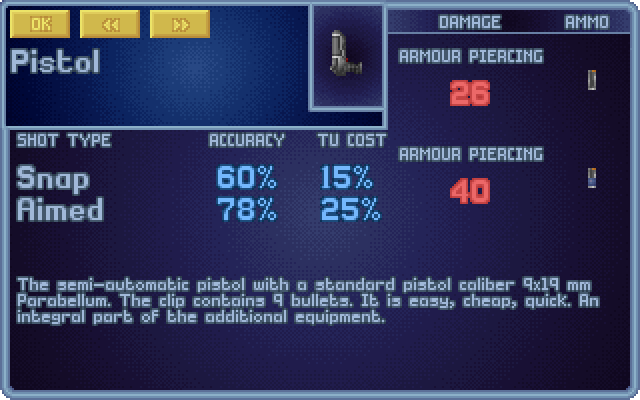 OK << >>
Pistol
DAMAGE AMMO
ARMOUR PIERCING
26
SHOT TYPE ACCURACY TU COST
ARMOUR PIERCING
40
Snap 60% 15%
Aimed 78% 25%
The semi-automatic pistol with a standard pistol caliber 9x19 mm
Parabellum. The clip contains 9 bullets. It is easy, cheap, quick. An
integral part of the additional equipment.